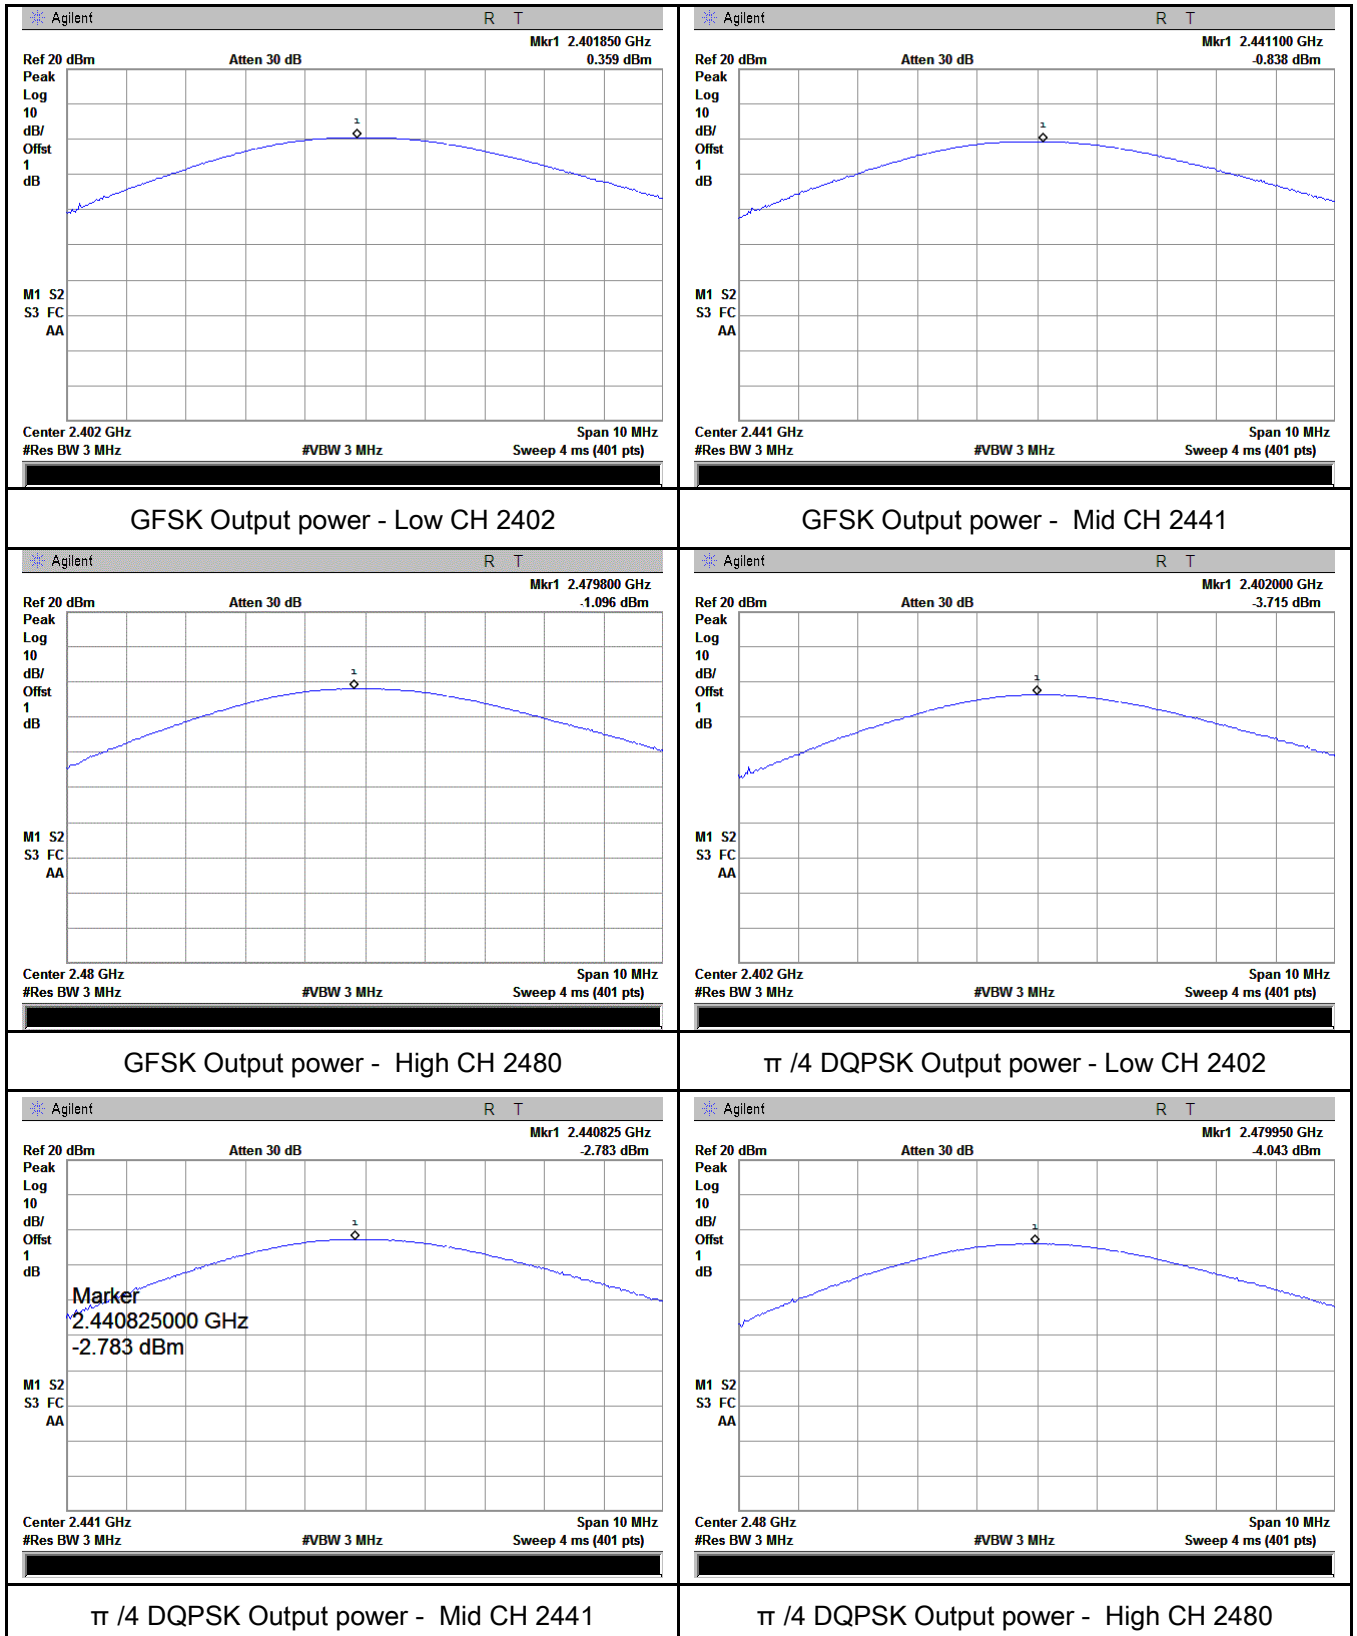 Agilent R T
Mkr1 2.401850 GHz
Ref 20 dBm Atten 30 dB 0.359 dBm
Peak
Log
10
dB/
Offst
1
dB
1
M1 S2
S3 FC
AA
Center 2.402 GHz Span 10 MHz
#Res BW 3 MHz #VBW 3 MHz Sweep 4 ms (401 pts)
GFSK Output power - Low CH 2402
Agilent R T
Mkr1 2.441100 GHz
Ref 20 dBm Atten 30 dB -0.838 dBm
Peak
Log
10
dB/
Offst
1
dB
1
M1 S2
S3 FC
AA
Center 2.441 GHz Span 10 MHz
#Res BW 3 MHz #VBW 3 MHz Sweep 4 ms (401 pts)
GFSK Output power - Mid CH 2441
Agilent R T
Mkr1 2.479800 GHz
Ref 20 dBm Atten 30 dB -1.096 dBm
Peak
Log
10
dB/
Offst
1
dB
1
M1 S2
S3 FC
AA
Center 2.48 GHz Span 10 MHz
#Res BW 3 MHz #VBW 3 MHz Sweep 4 ms (401 pts)
GFSK Output power - High CH 2480
Agilent R T
Mkr1 2.402000 GHz
Ref 20 dBm Atten 30 dB -3.715 dBm
Peak
Log
10
dB/
Offst
1
dB
1
M1 S2
S3 FC
AA
Center 2.402 GHz Span 10 MHz
#Res BW 3 MHz #VBW 3 MHz Sweep 4 ms (401 pts)
π /4 DQPSK Output power - Low CH 2402
Agilent R T
Mkr1 2.440825 GHz
Ref 20 dBm Atten 30 dB -2.783 dBm
Peak
Log
10
dB/
Offst
1
dB
1
Marker
2.440825000 GHz
-2.783 dBm
M1 S2
S3 FC
AA
Center 2.441 GHz Span 10 MHz
#Res BW 3 MHz #VBW 3 MHz Sweep 4 ms (401 pts)
π /4 DQPSK Output power - Mid CH 2441
Agilent R T
Mkr1 2.479950 GHz
Ref 20 dBm Atten 30 dB -4.043 dBm
Peak
Log
10
dB/
Offst
1
dB
1
M1 S2
S3 FC
AA
Center 2.48 GHz Span 10 MHz
#Res BW 3 MHz #VBW 3 MHz Sweep 4 ms (401 pts)
π /4 DQPSK Output power - High CH 2480